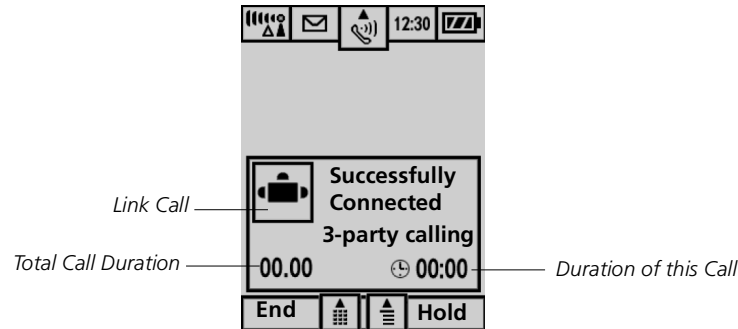 12:30
Successfully
Connected
Link Call
3-party calling
Total Call Duration
00.00
00:00
Duration of this Call
End
Hold